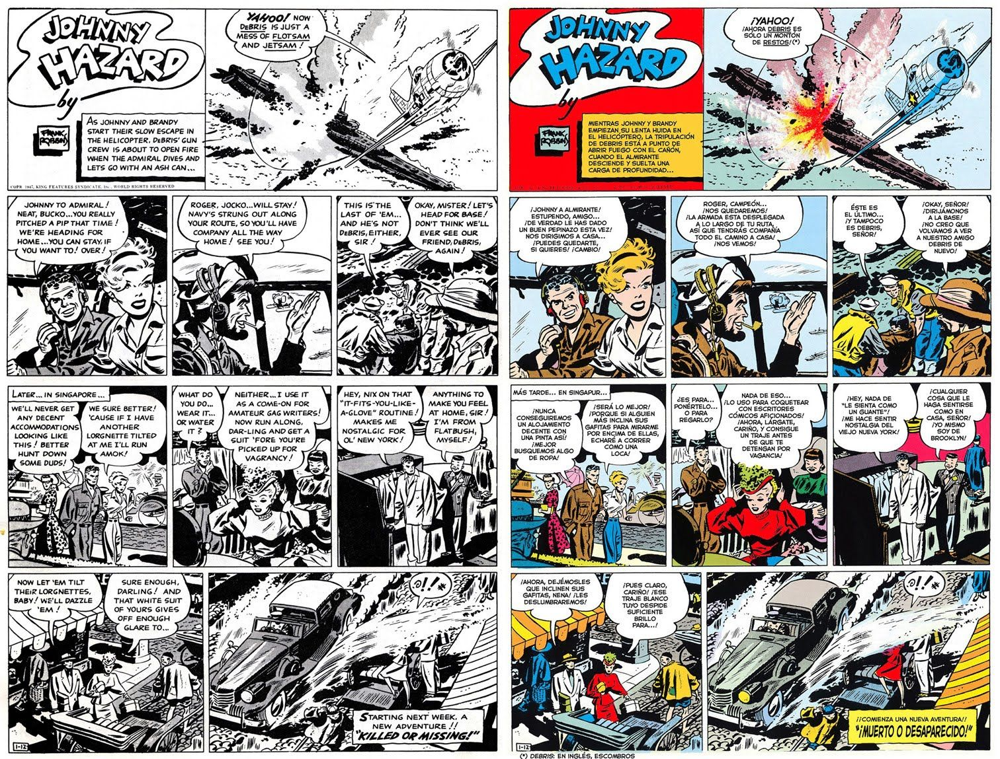 JOHNNY
HAZARD
by
FRANK
ROBBINS
AS JOHNNY AND BRANDY
START THEIR SLOW ESCAPE IN
THE HELICOPTER, DeBRIS' GUN
CREW IS ABOUT TO OPEN FIRE
WHEN THE ADMIRAL DIVES AND
LETS GO WITH AN ASH CAN...
COPR. 1947, KING FEATURES SYNDICATE, Inc., WORLD RIGHTS RESERVED
YAHOO! NOW
DeBRIS IS JUST A
MESS OF FLOTSAM
AND JETSAM!
JOHNNY TO ADMIRAL!
NEAT, BUCKO...YOU REALLY
PITCHED A PIP THAT TIME!
WE'RE HEADING FOR
HOME...YOU CAN STAY, IF
YOU WANT TO! OVER!
ROGER, JOCKO...WILL STAY!
NAVY'S STRUNG OUT ALONG
YOUR ROUTE, SO YOU'LL HAVE
COMPANY ALL THE WAY
HOME! SEE YOU!
THIS IS THE
LAST OF 'EM...
AND HE'S NOT
DeBRIS, EITHER,
SIR!
OKAY, MISTER! LET'S
HEAD FOR BASE!
DON'T THINK WE'LL
EVER SEE OUR
FRIEND, DeBRIS,
AGAIN!
LATER... IN SINGAPORE...
WE'LL NEVER GET
ANY DECENT
ACCOMMODATIONS
LOOKING LIKE
THIS! BETTER
HUNT DOWN
SOME DUDS!
WE SURE BETTER!
'CAUSE IF I HAVE
ANOTHER
LORGNETTE TILTED
AT ME I'LL RUN
AMOK!
WHAT DO
YOU DO...
WEAR IT...
OR WATER
IT?
NEITHER...I USE IT
AS A COME-ON FOR
AMATEUR GAG WRITERS!
NOW RUN ALONG,
DAR-LING AND GET A
SUIT 'FORE YOU'RE
PICKED UP FOR
VAGRANCY!
HEY, NIX ON THAT
"IT-FITS-YOU-LIKE-
A-GLOVE" ROUTINE!
MAKES ME
NOSTALGIC FOR
OL' NEW YORK!
ANYTHING TO
MAKE YOU FEEL
AT HOME, SIR!
I'M FROM
FLATBUSH,
MYSELF!
NOW LET 'EM TILT
THEIR LORGNETTES,
BABY! WE'LL DAZZLE
'EM!
SURE ENOUGH,
DARLING! AND
THAT WHITE SUIT
OF YOURS GIVES
OFF ENOUGH
GLARE TO...
1-12
@!!*
STARTING NEXT WEEK, A
NEW ADVENTURE!!
"KILLED OR MISSING!"
JOHNNY
HAZARD
by
FRANK
ROBBINS
MIENTRAS JOHNNY Y BRANDY
EMPIEZAN SU LENTA HUIDA EN
EL HELICÓPTERO, LA TRIPULACIÓN
DE DEBRIS ESTÁ A PUNTO DE
ABRIR FUEGO CON EL CAÑÓN,
CUANDO EL ALMIRANTE
DESCIENDE Y SUELTA UNA
CARGA DE PROFUNDIDAD...
¡YAHOO!
¡AHORA DEBRIS ES
SÓLO UN MONTÓN
DE RESTOS!(*)
¡JOHNNY A ALMIRANTE!
ESTUPENDO, AMIGO...
¡DE VERDAD LE HAS DADO
UN BUEN PEPINAZO ESTA VEZ!
NOS DIRIGIMOS A CASA...
¡PUEDES QUEDARTE,
SI QUIERES! ¡CAMBIO!
ROGER, CAMPEÓN...
¡NOS QUEDAREMOS!
¡LA ARMADA ESTA DESPLEGADA
A LO LARGO DE TU RUTA,
ASÍ QUE TENDRÁS COMPAÑÍA
TODO EL CAMINO A CASA!
¡NOS VEMOS!
ÉSTE ES
EL ÚLTIMO...
¡Y TAMPOCO
ES DEBRIS,
SEÑOR!
¡OKAY, SEÑOR!
¡DIRIJÁMONOS
A LA BASE!
¡NO CREO QUE
VOLVAMOS A VER
A NUESTRO AMIGO
DEBRIS DE
NUEVO!
MÁS TARDE... EN SINGAPUR...
¡NUNCA
CONSEGUIREMOS
UN ALOJAMIENTO
DECENTE CON
UNA PINTA ASÍ!
¡MEJOR
BUSQUEMOS ALGO
DE ROPA!
¡SERÁ LO MEJOR!
¡PORQUE SI ALGUIEN
MÁS INCLINA SUS
GAFITAS PARA MIRARME
POR ENCIMA DE ELLAS,
ECHARÉ A CORRER
COMO UNA
LOCA!
¿ES PARA...
PONÉRTELO...
O PARA
REGARLO?
NADA DE ESO...
¡LO USO PARA COQUETEAR
CON ESCRITORES
CÓMICOS AFICIONADOS!
¡AHORA, LÁRGATE,
CARIÑO, Y CONSIGUE
UN TRAJE ANTES
DE QUE TE
DETENGAN POR
VAGANCIA!
¡HEY, NADA DE
"LE SIENTA COMO
UN GUANTE"!
¡ME HACE SENTIR
NOSTALGIA DEL
VIEJO NUEVA YORK!
¡CUALQUIER
COSA QUE LE
HAGA SENTIRSE
COMO EN
CASA, SEÑOR!
¡YO MISMO
SOY DE
BROOKLYN!
¡AHORA, DEJÉMOSLES
QUE INCLINEN SUS
GAFITAS, NENA! ¡LES
DESLUMBRAREMOS!
¡PUES CLARO,
CARIÑO! ¡ESE
TRAJE BLANCO
TUYO DESPIDE
SUFICIENTE
BRILLO
PARA...!
1-12
@!!*
¡¡COMIENZA UNA NUEVA AVENTURA!!
"¡MUERTO O DESAPARECIDO!"
(*) DEBRIS: EN INGLÉS, ESCOMBROS